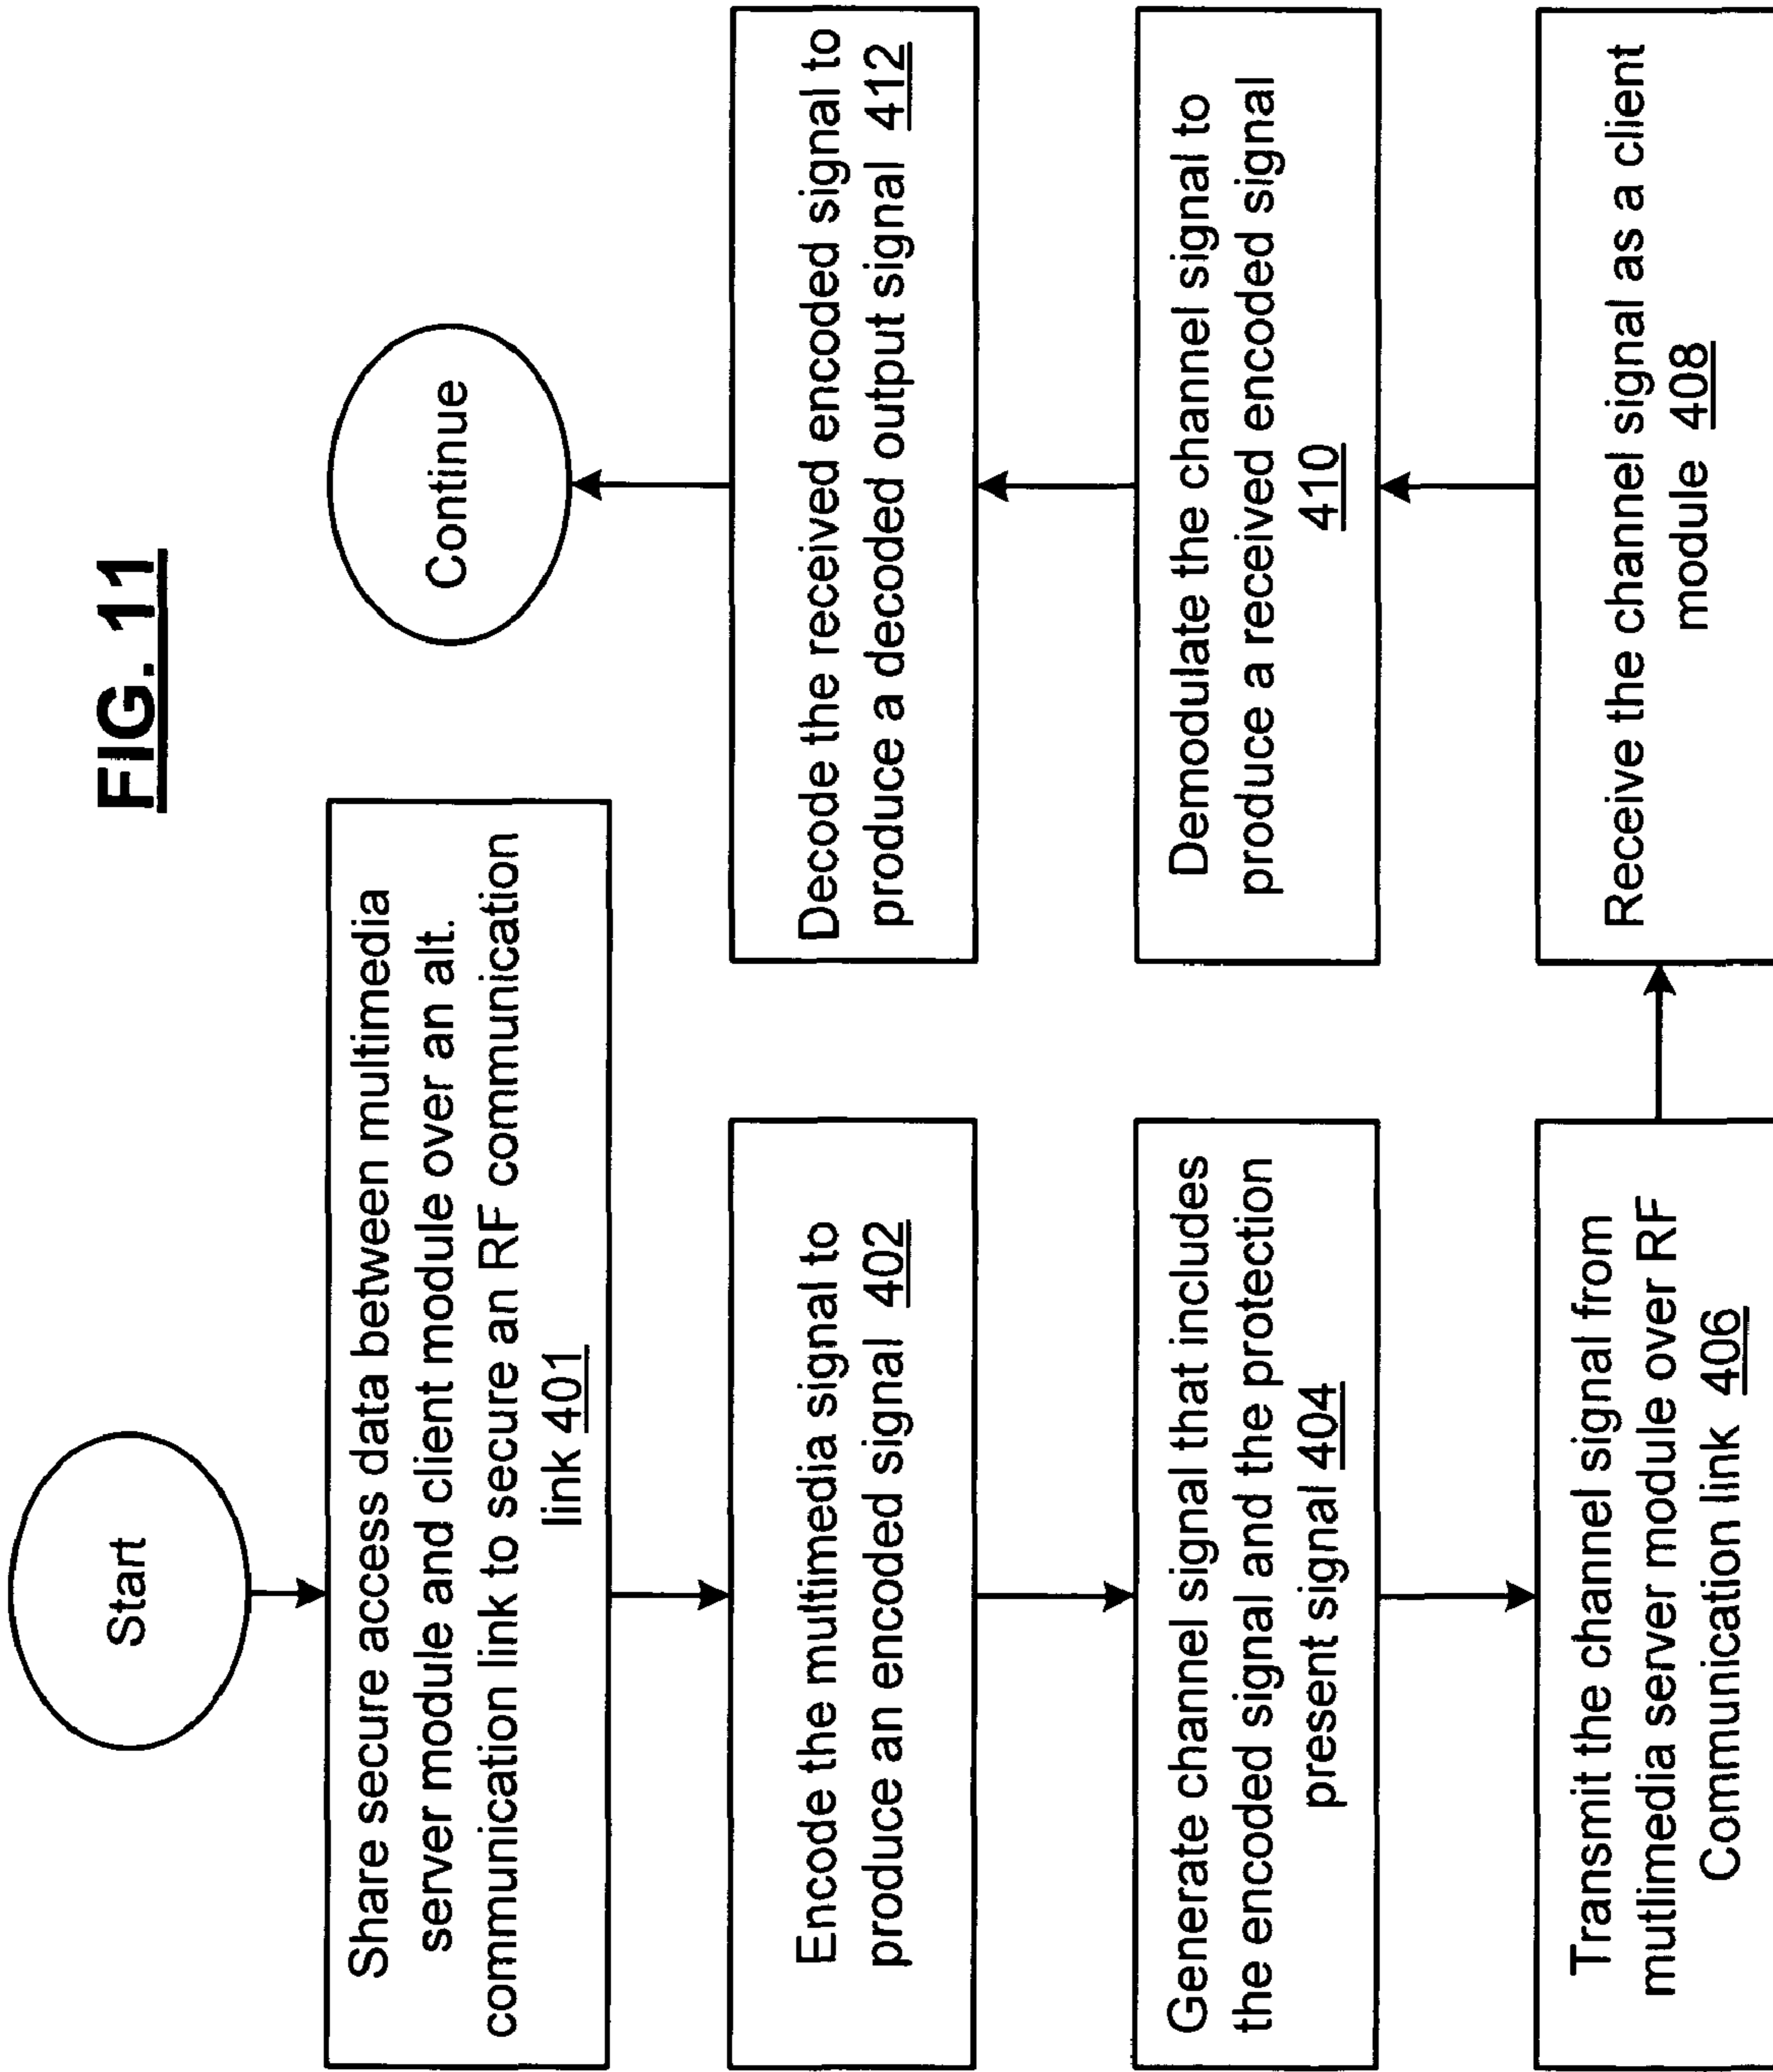 FIG. 11
Start
Share secure access data between multimedia
server module and client module over an alt.
communication link to secure an RF communication
link 401
Encode the multimedia signal to
produce an encoded signal 402
Generate channel signal that includes
the encoded signal and the protection
present signal 404
Transmit the channel signal from
mutlimedia server module over RF
Communication link 406
Receive the channel signal as a client
module 408
Demodulate the channel signal to
produce a received encoded signal
410
Decode the received encoded signal to
produce a decoded output signal 412
Continue